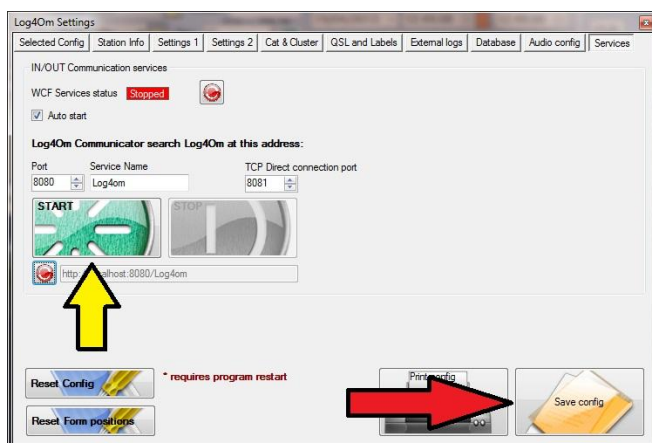 Log4Om Settings
Selected Config Station Info Settings 1 Settings 2 Cat & Cluster QSL and Labels External logs Database Audio config Services
IN/OUT Communication services
WCF Services status Stopped
Auto start
Log4Om Communicator search Log4Om at this address:
Port Service Name TCP Direct connection port
8080 Log4om 8081
START STOP
http:/ alhost:8080/Log4om
Reset Config * requires program restart Print config
Save config
Reset Form positions